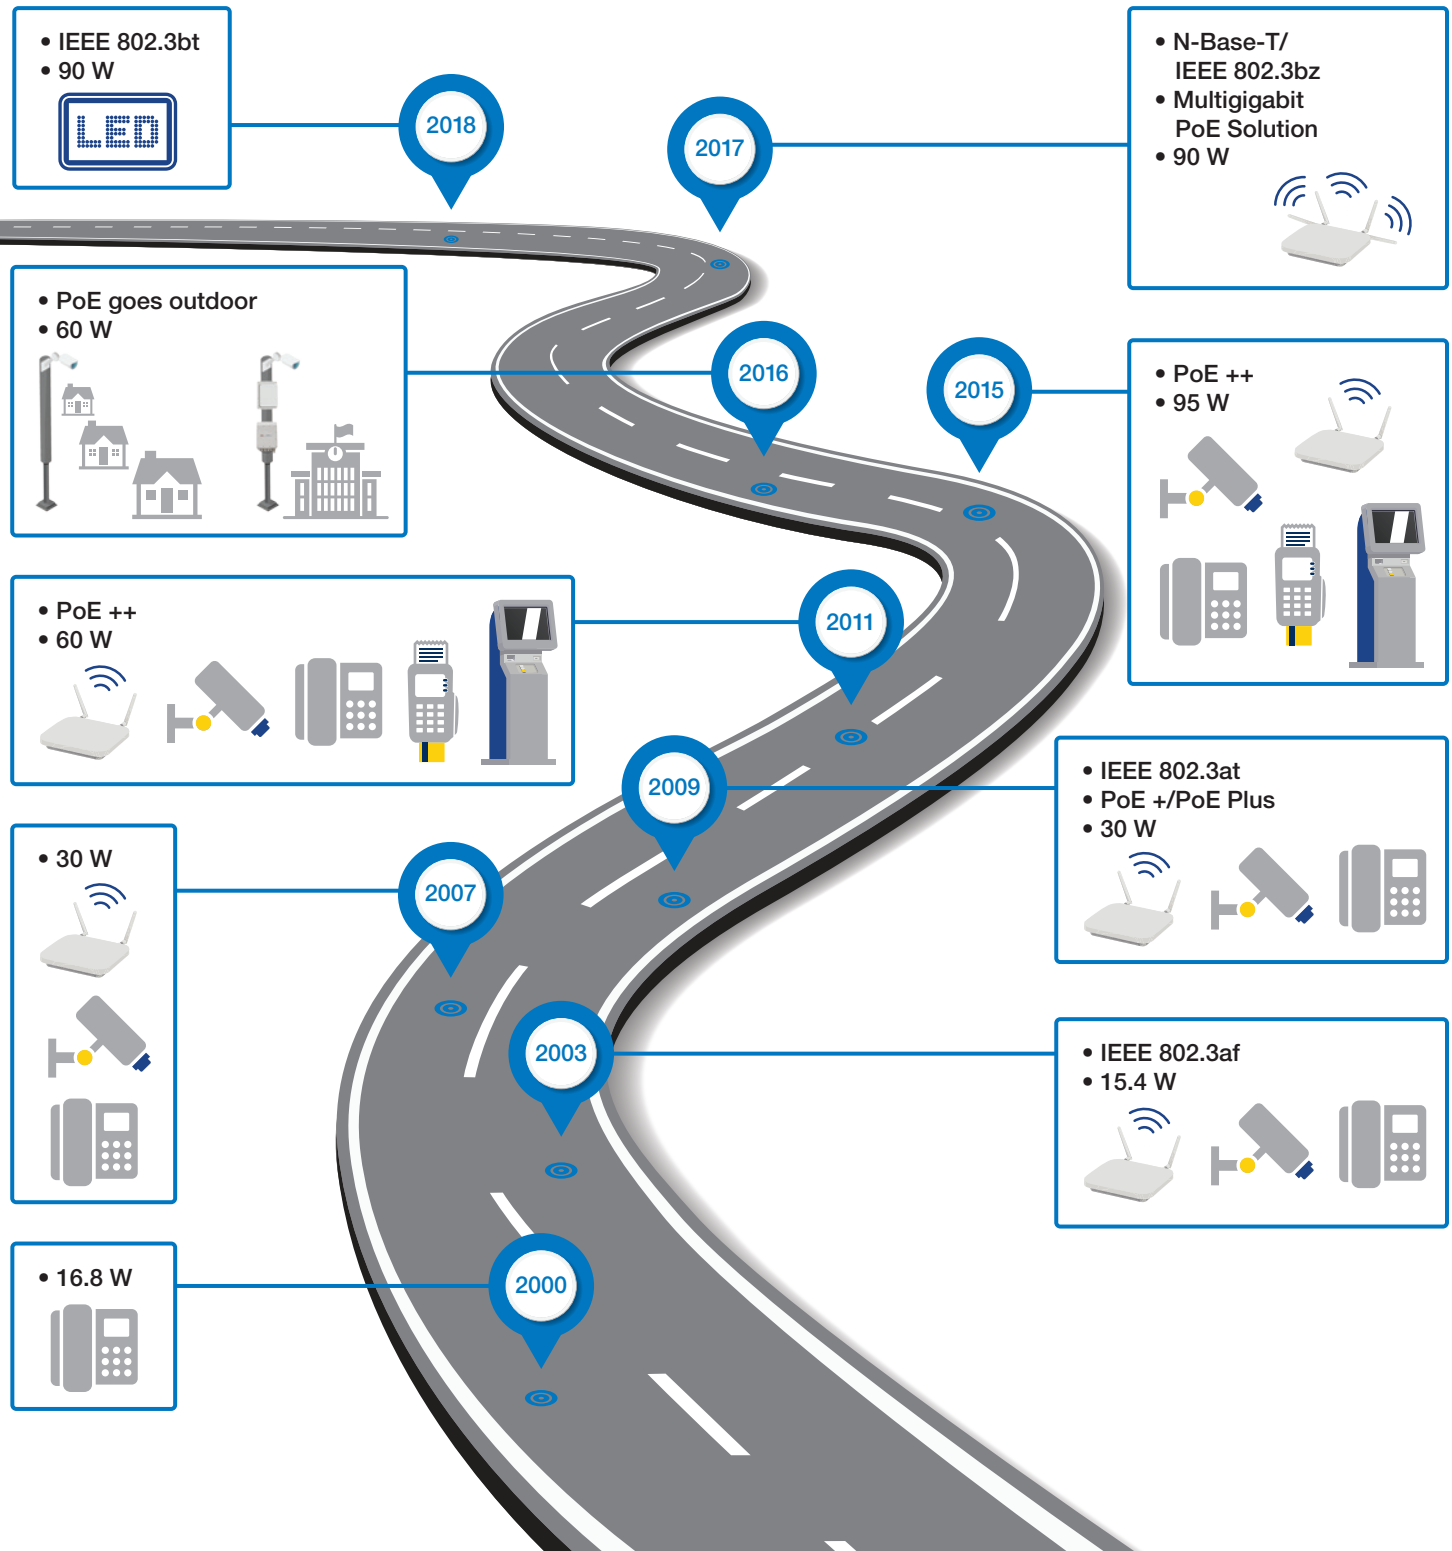 • IEEE 802.3bt
• 90 W
LED
2018
2017
• N-Base-T/
IEEE 802.3bz
• Multigigabit
PoE Solution
• 90 W
• PoE goes outdoor
• 60 W
2016
2015
• PoE ++
• 95 W
• PoE ++
• 60 W
2011
2009
• IEEE 802.3at
• PoE +/PoE Plus
• 30 W
• 30 W
2007
2003
• IEEE 802.3af
• 15.4 W
• 16.8 W
2000